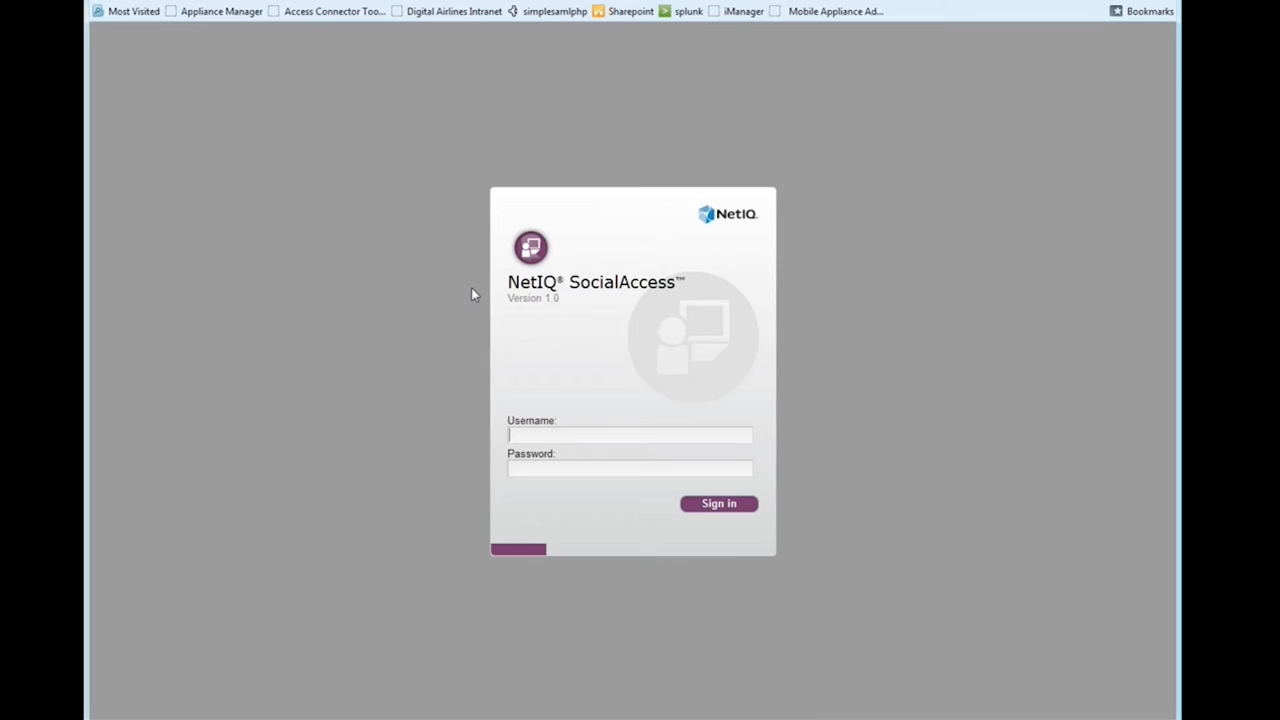 Most Visited Appliance Manager Access Connector Too... Digital Airlines Intranet simplesamlphp Sharepoint splunk iManager Mobile Appliance Ad... Bookmarks
NetIQ.
NetIQ® SocialAccess™
Version 1.0
Username:
Password:
Sign in